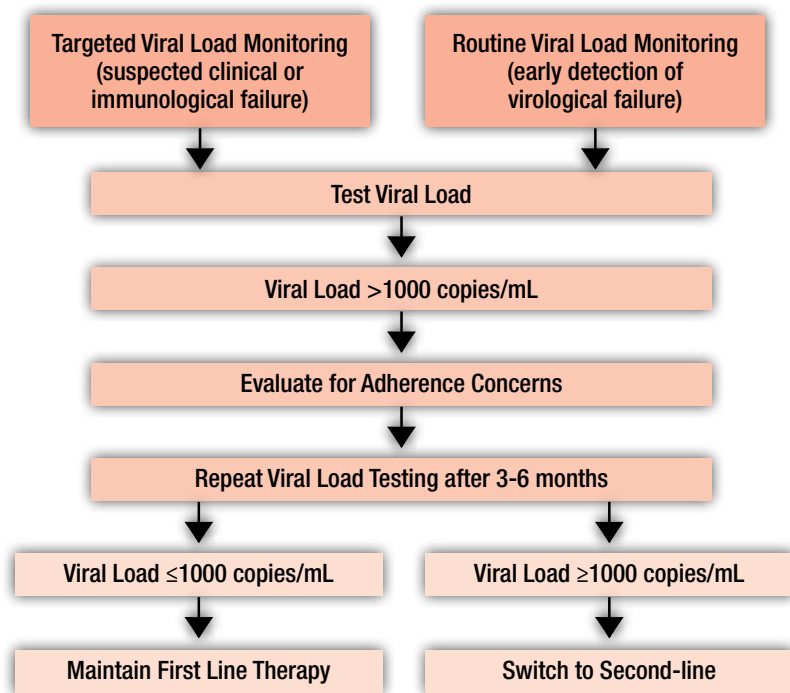 Targeted Viral Load Monitoring
(suspected clinical or
immunological failure)
Routine Viral Load Monitoring
(early detection of
virological failure)
Test Viral Load
Viral Load >1000 copies/mL
Evaluate for Adherence Concerns
Repeat Viral Load Testing after 3-6 months
Viral Load ≤1000 copies/mL
Viral Load ≥1000 copies/mL
Maintain First Line Therapy
Switch to Second-line